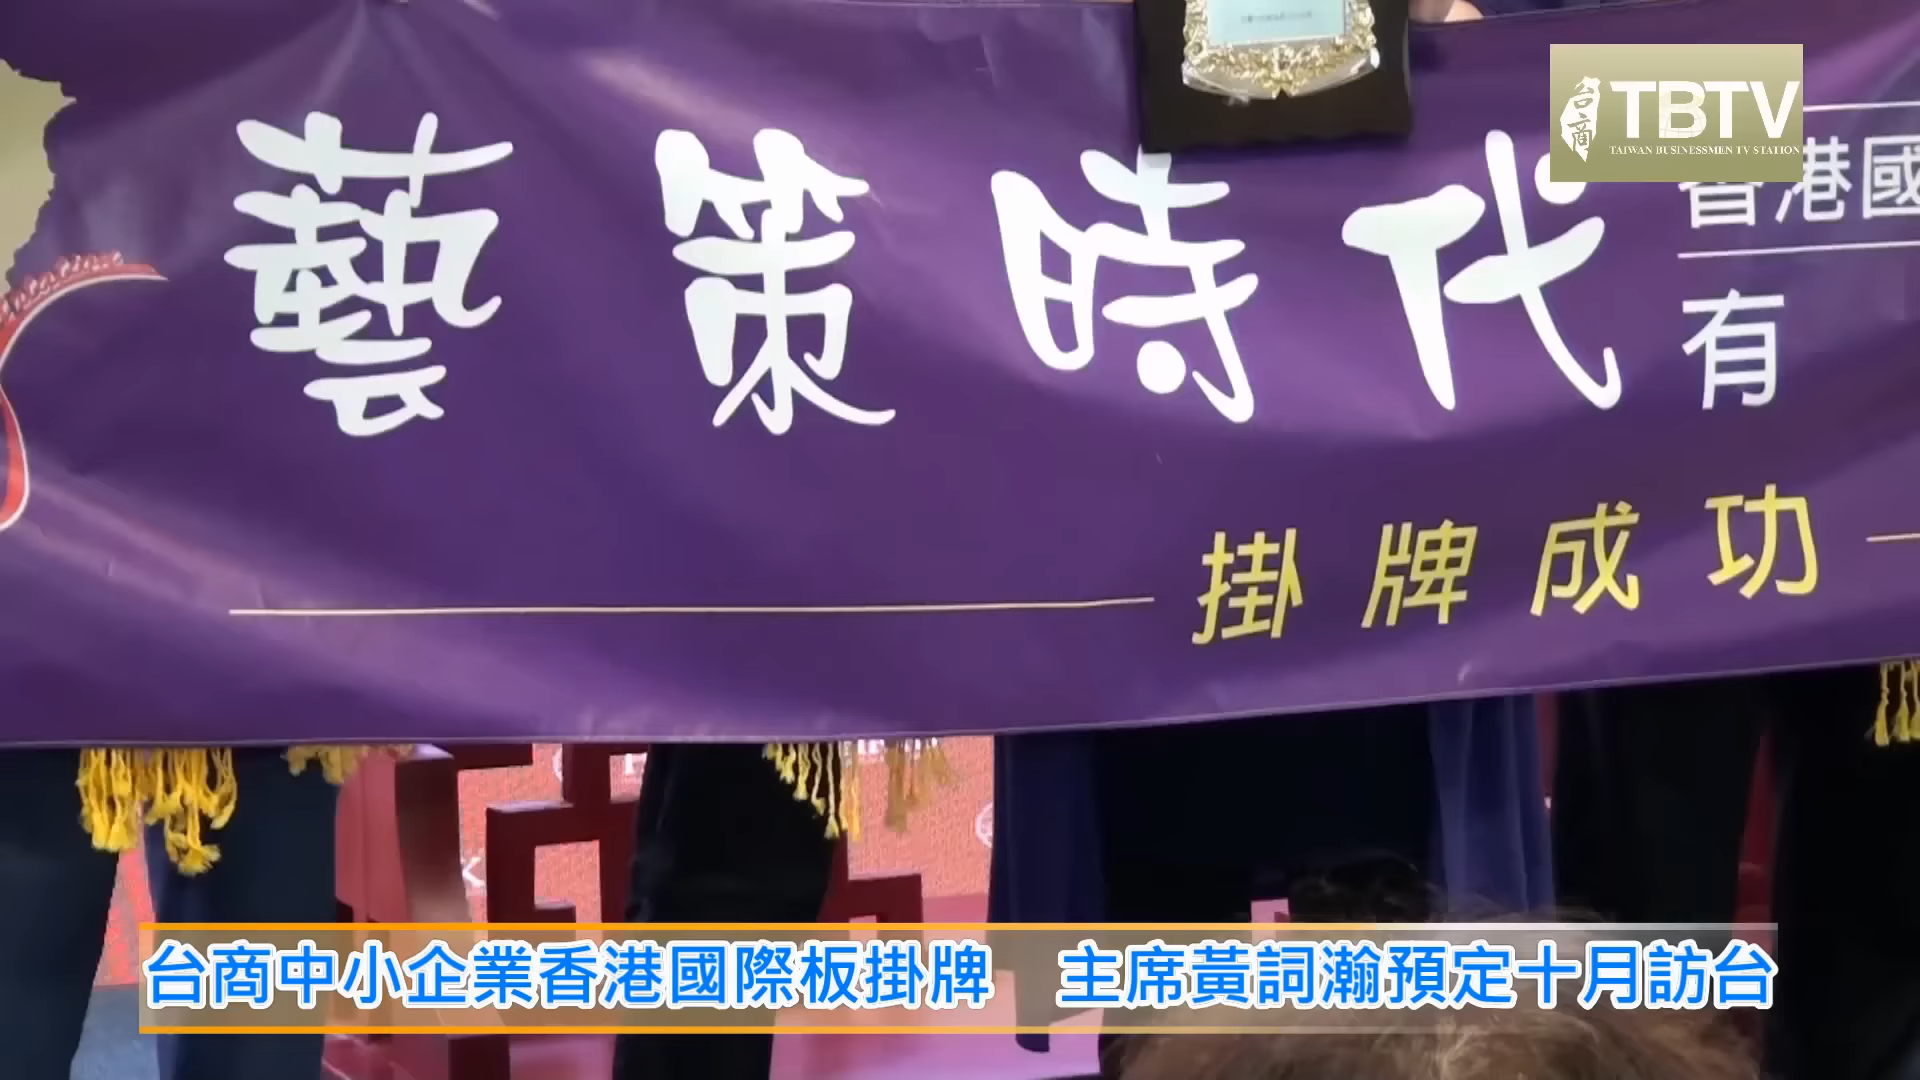 台商
TBTV
TAIWAN BUSINESSMEN TV STATION
藝策時代
香港國
有
掛牌成功
台商中小企業香港國際板掛牌 主席黃詞瀚預定十月訪台